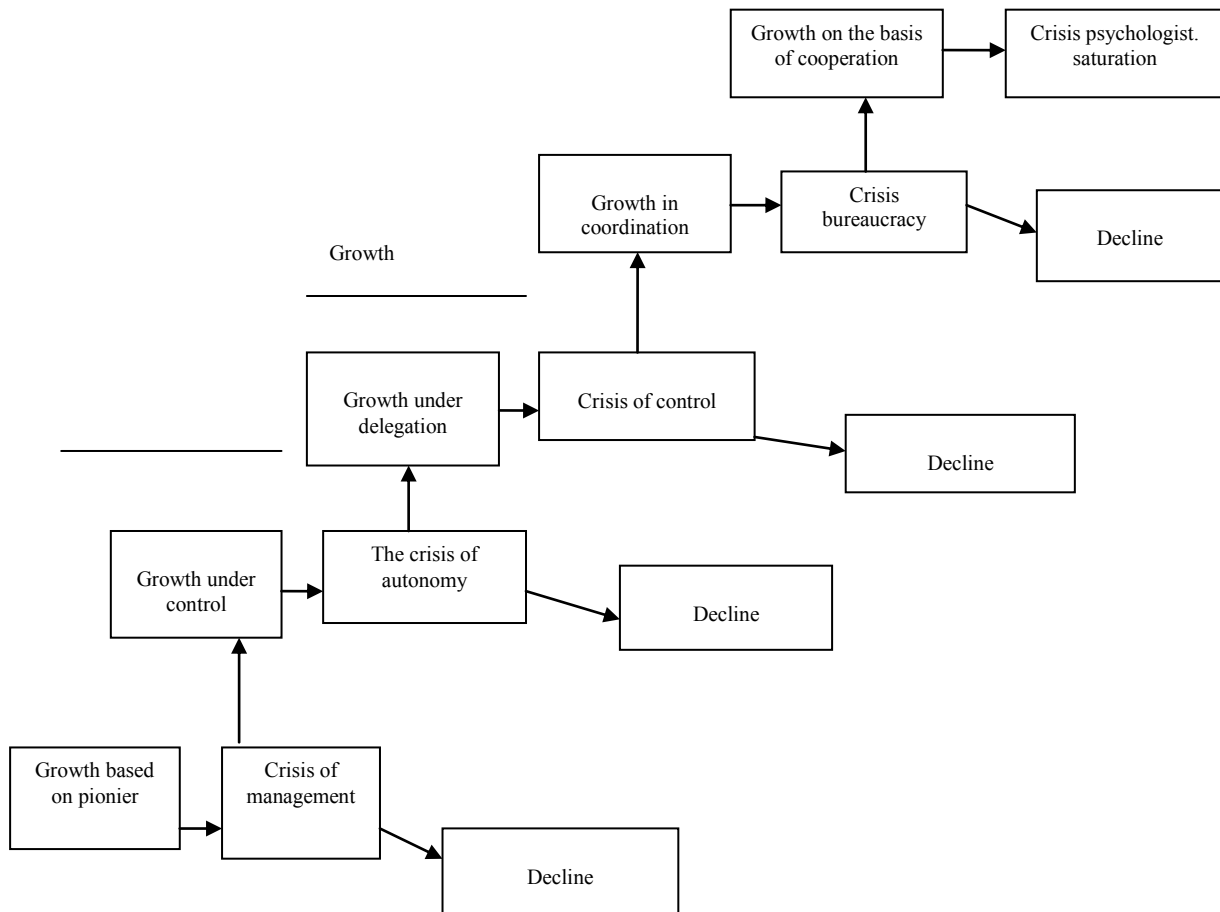 Growth on the basis
of cooperation
Crisis psychologist.
saturation
Growth in
coordination
Crisis
bureaucracy
Decline
Growth
Growth under
delegation
Crisis of control
Decline
Growth under
control
The crisis of
autonomy
Decline
Growth based
on pionier
Crisis of
management
Decline